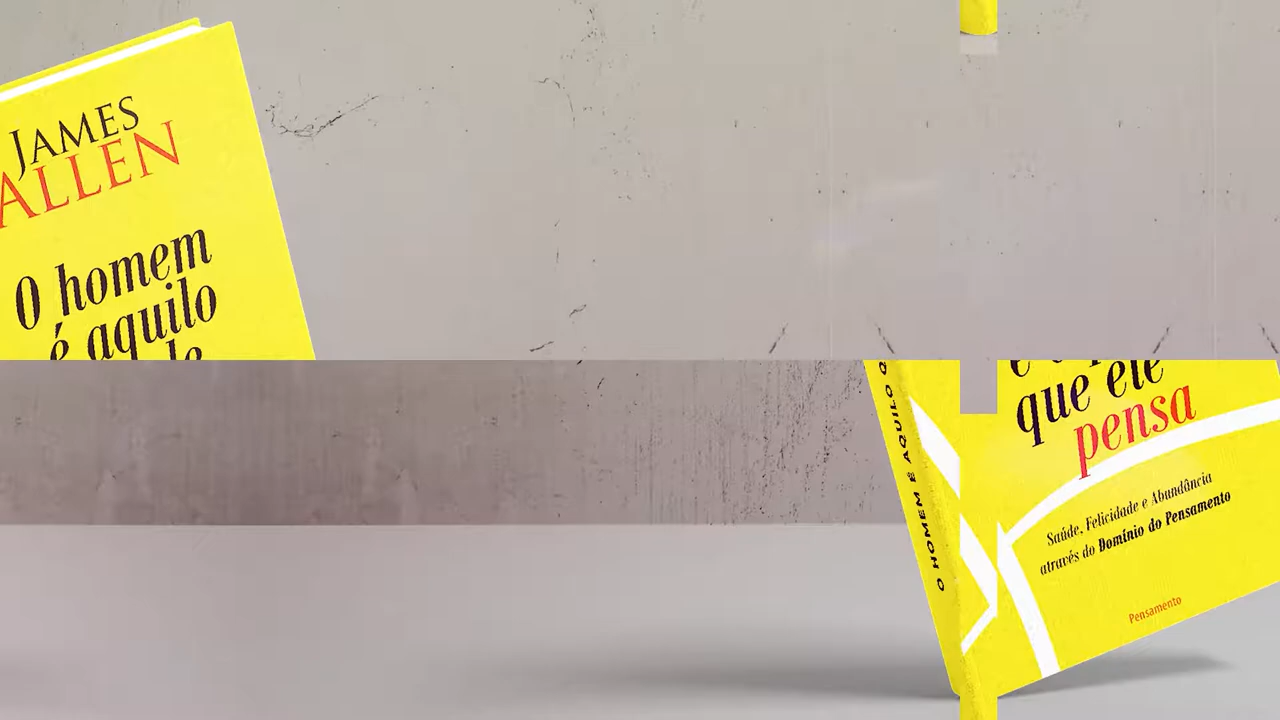 JAMES
ALLEN
O homem
é aquilo
que ele
pensa
Saúde, Felicidade e Abundância
através do Domínio do Pensamento
Pensamento
O HOMEM É AQUILO Q